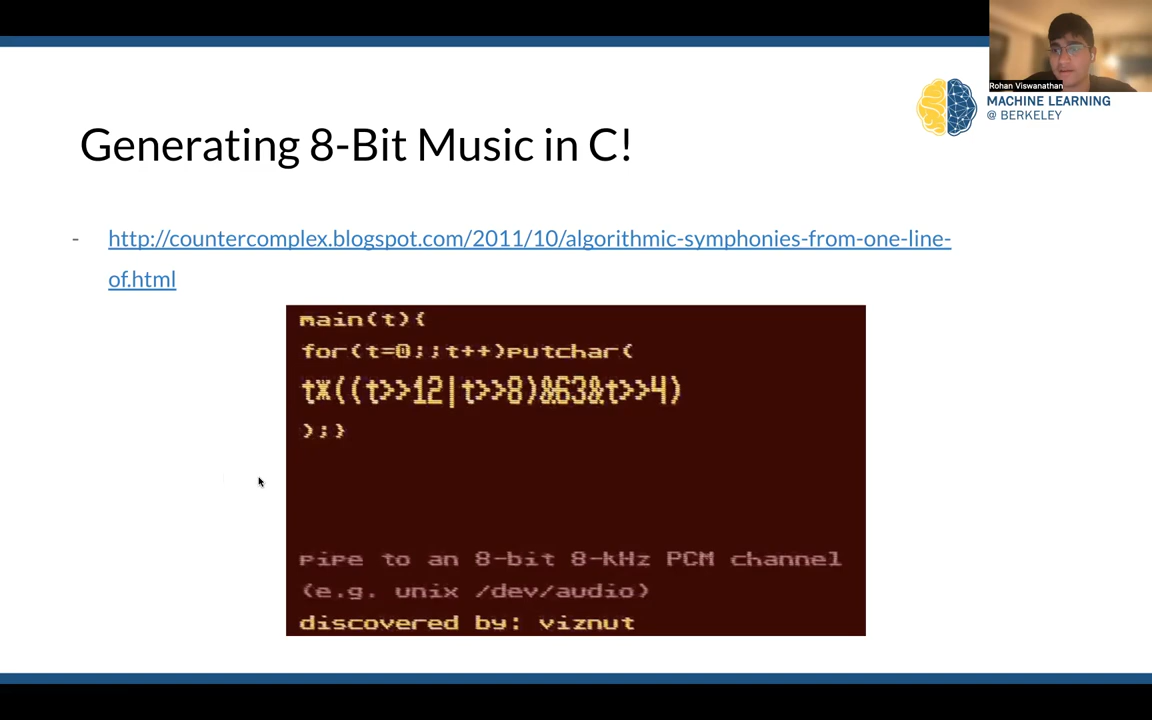 Rohan Viswanathan
MACHINE LEARNING
@ BERKELEY
Generating 8-Bit Music in C!
- http://countercomplex.blogspot.com/2011/10/algorithmic-symphonies-from-one-line-
of.html
main(t){
for(t=0;;t++)putchar(
t*((t>>12|t>>8)&63&t>>4)
);}
pipe to an 8-bit 8-kHz PCM channel
(e.g. unix /dev/audio)
discovered by: viznut